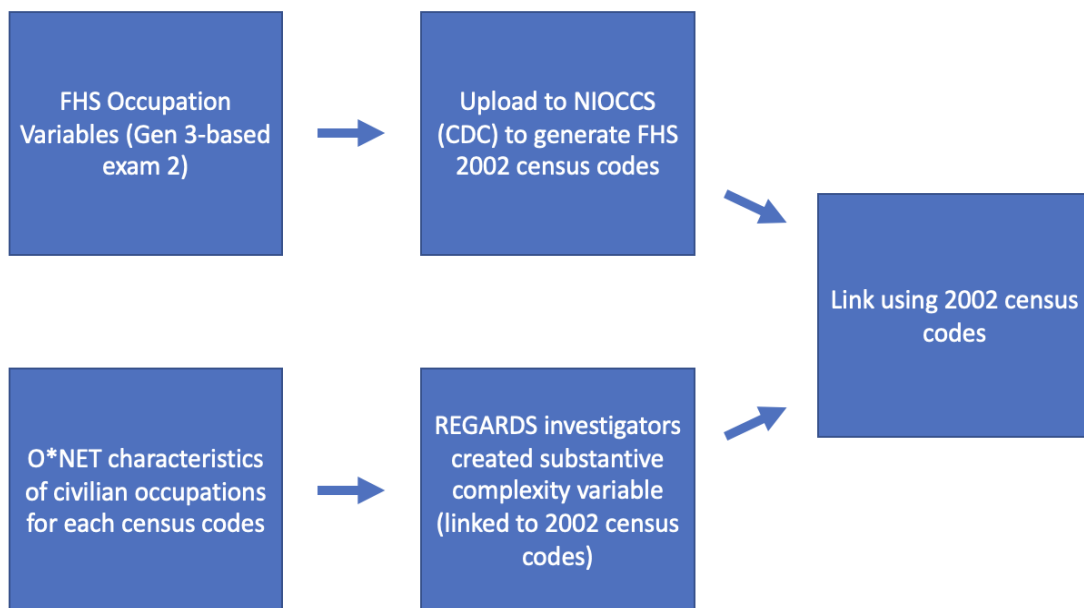 FHS Occupation
Variables (Gen 3-based
exam 2)
Upload to NIOCCS
(CDC) to generate FHS
2002 census codes
Link using 2002 census
codes
O*NET characteristics
of civilian occupations
for each census codes
REGARDS investigators
created substantive
complexity variable
(linked to 2002 census
codes)